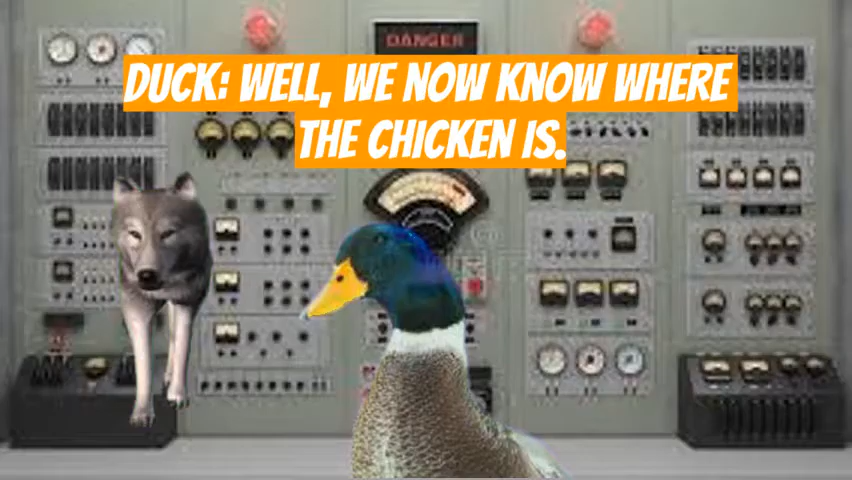 DANGER
DUCK: WELL, WE NOW KNOW WHERE
THE CHICKEN IS.